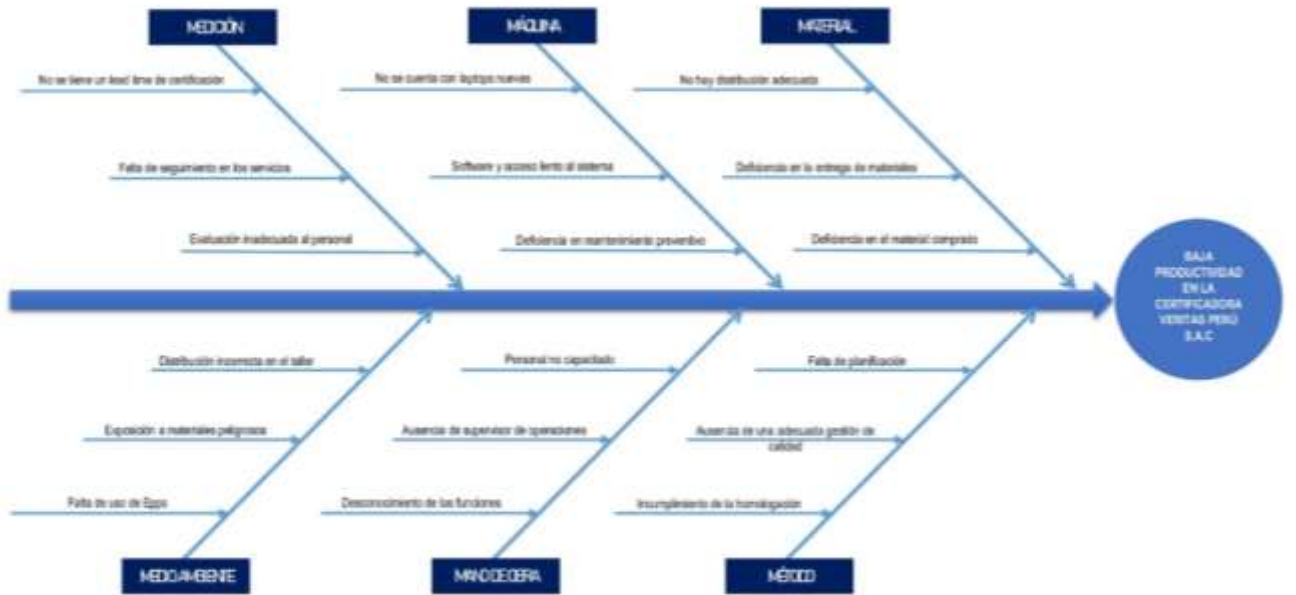 MEDICIÓN
MÁQUINA
MATERIAL
No se tiene un lead time de certificación
No se cuenta con laptops nuevas
No hay distribución adecuada
Falta de seguimiento en los servicios
Software y acceso lento al sistema
Deficiencia en la entrega de materiales
Evaluación inadecuada al personal
Deficiencia en mantenimiento preventivo
Deficiencia en el material comprado
BAJA
PRODUCTIVIDAD
EN LA
CERTIFICADORA
VERITAS PERÚ
S.A.C
Distribución incorrecta en el taller
Personal no capacitado
Falta de planificación
Exposición a materiales peligrosos
Ausencia de supervisor de operaciones
Ausencia de una adecuada gestión de
calidad
Falta de uso de Epps
Desconocimiento de las funciones
Incumplimiento de la homologación
MEDIO AMBIENTE
MANO DE OBRA
MÉTODO